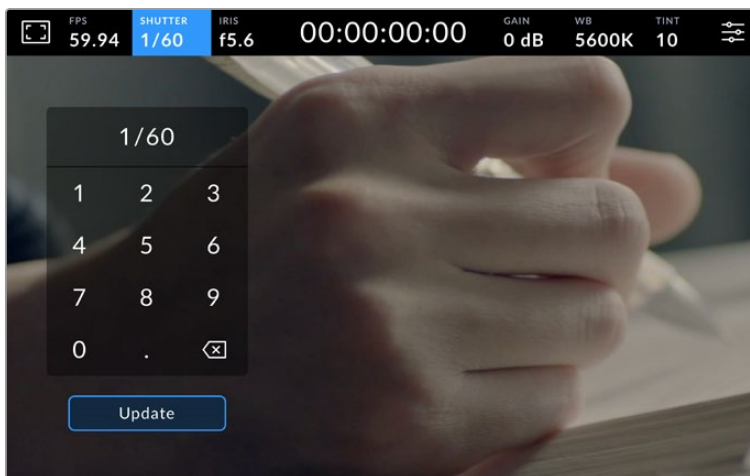 FPS SHUTTER IRIS GAIN WB TINT
59.94 1/60 f5.6 00:00:00:00 0 dB 5600K 10
1/60
1 2 3
4 5 6
7 8 9
0 .
Update